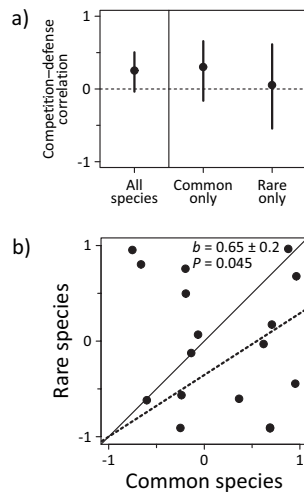 a)
Competition–defense
correlation
1
0
-1
All
species
Common
only
Rare
only
b)
b = 0.65 ± 0.2
P = 0.045
Rare species
1
0
-1
-1 0 1
Common species